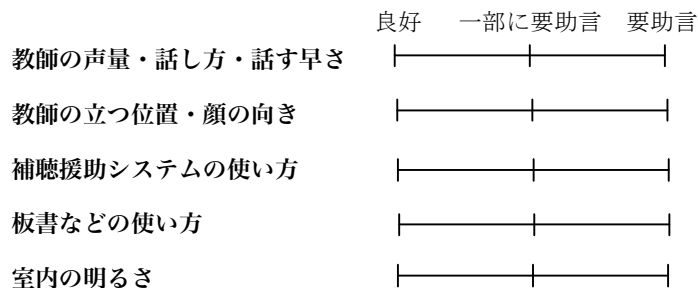 良好 一部に要助言 要助言
教師の声量・話し方・話す早さ
教師の立つ位置・顔の向き
補聴援助システムの使い方
板書などの使い方
室内の明るさ